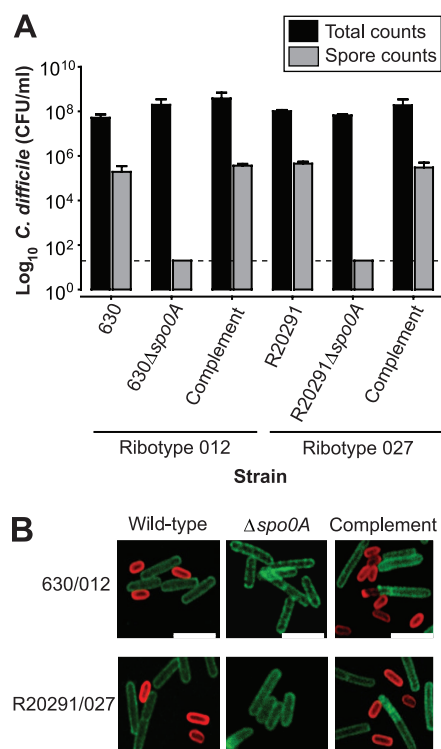 A
Total counts
Spore counts
Log10 C. difficile (CFU/ml)
10^10
10^8
10^6
10^4
10^2
10^0
630
630Δspo0A
Complement
R20291
R20291Δspo0A
Complement
Ribotype 012
Ribotype 027
Strain
B
Wild-type
Δspo0A
Complement
630/012
R20291/027